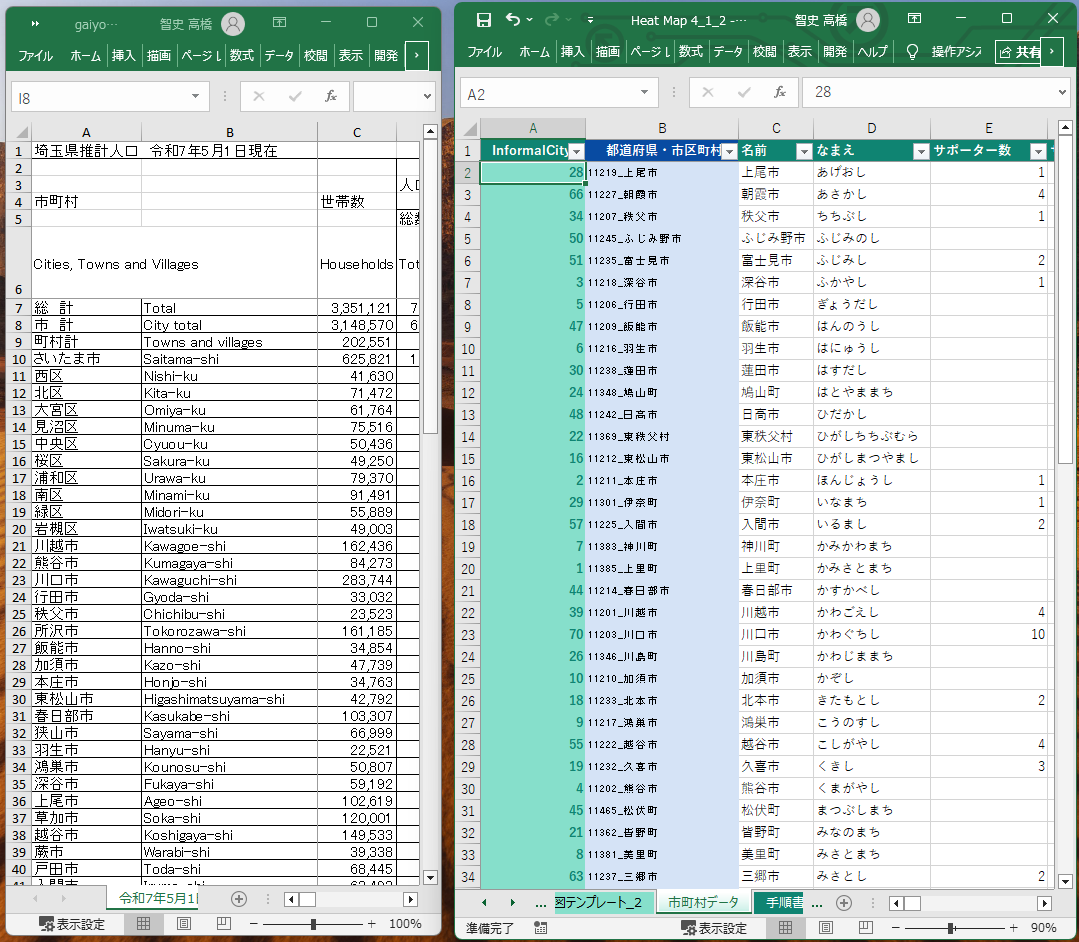 gaiyo… 智史 高橋
ファイル ホーム 挿入 描画 ページ 数式 データ 校閲 表示 開発
I8 fx
A B C
1 埼玉県推計人口 令和7年5月1日現在
2
3
4 市町村 世帯数
5
6 Cities, Towns and Villages Households
7 総 計 Total 3,351,121 7
8 市 計 City total 3,148,570 6
9 町村計 Towns and villages 202,551
10 さいたま市 Saitama-shi 625,821 1
11 西区 Nishi-ku 41,630
12 北区 Kita-ku 71,472
13 大宮区 Omiya-ku 61,764
14 見沼区 Minuma-ku 75,516
15 中央区 Cyuou-ku 50,436
16 桜区 Sakura-ku 49,250
17 浦和区 Urawa-ku 79,370
18 南区 Minami-ku 91,491
19 緑区 Midori-ku 55,889
20 岩槻区 Iwatsuki-ku 49,003
21 川越市 Kawagoe-shi 162,436
22 熊谷市 Kumagaya-shi 84,273
23 川口市 Kawaguchi-shi 283,744
24 行田市 Gyoda-shi 33,032
25 秩父市 Chichibu-shi 23,523
26 所沢市 Tokorozawa-shi 161,185
27 飯能市 Hanno-shi 34,854
28 加須市 Kazo-shi 47,739
29 本庄市 Honjo-shi 34,763
30 東松山市 Higashimatsuyama-shi 42,792
31 春日部市 Kasukabe-shi 103,307
32 狭山市 Sayama-shi 66,999
33 羽生市 Hanyu-shi 22,521
34 鴻巣市 Kounosu-shi 50,807
35 深谷市 Fukaya-shi 59,192
36 上尾市 Ageo-shi 102,619
37 草加市 Soka-shi 120,001
38 越谷市 Koshigaya-shi 149,533
39 蕨市 Warabi-shi 39,338
40 戸田市 Toda-shi 68,445
令和7年5月1
表示設定 100%
Heat Map 4_1_2 -… 智史 高橋
ファイル ホーム 挿入 描画 ページ 数式 データ 校閲 表示 開発 ヘルプ 操作アシ 共有
A2 fx 28
A B C D E
1 InformalCity 都道府県・市区町村 名前 なまえ サポーター数
2 28 11219_上尾市 上尾市 あげおし 1
3 66 11227_朝霞市 朝霞市 あさかし 4
4 34 11207_秩父市 秩父市 ちちぶし 1
5 50 11245_ふじみ野市 ふじみ野市 ふじみのし
6 51 11235_富士見市 富士見市 ふじみし 2
7 3 11218_深谷市 深谷市 ふかやし 1
8 5 11206_行田市 行田市 ぎょうだし
9 47 11209_飯能市 飯能市 はんのうし
10 6 11216_羽生市 羽生市 はにゅうし
11 30 11238_蓮田市 蓮田市 はすだし
12 24 11348_鳩山町 鳩山町 はとやままち
13 48 11242_日高市 日高市 ひだかし
14 22 11369_東秩父村 東秩父村 ひがしちちぶむら
15 16 11212_東松山市 東松山市 ひがしまつやまし
16 2 11211_本庄市 本庄市 ほんじょうし 1
17 29 11301_伊奈町 伊奈町 いなまち 1
18 57 11225_入間市 入間市 いるまし 2
19 7 11383_神川町 神川町 かみかわまち
20 1 11385_上里町 上里町 かみさとまち
21 44 11214_春日部市 春日部市 かすかべし
22 39 11201_川越市 川越市 かわごえし 4
23 70 11203_川口市 川口市 かわぐちし 10
24 26 11346_川島町 川島町 かわじままち
25 10 11210_加須市 加須市 かぞし
26 18 11233_北本市 北本市 きたもとし 2
27 9 11217_鴻巣市 鴻巣市 こうのすし
28 55 11222_越谷市 越谷市 こしがやし 4
29 19 11232_久喜市 久喜市 くきし 3
30 4 11202_熊谷市 熊谷市 くまがやし
31 45 11465_松伏町 松伏町 まつぶしまち
32 21 11362_皆野町 皆野町 みなのまち
33 8 11381_美里町 美里町 みさとまち
34 63 11237_三郷市 三郷市 みさとし 2
… 図テンプレート_2 市町村データ 手順書 …
準備完了 表示設定 90%